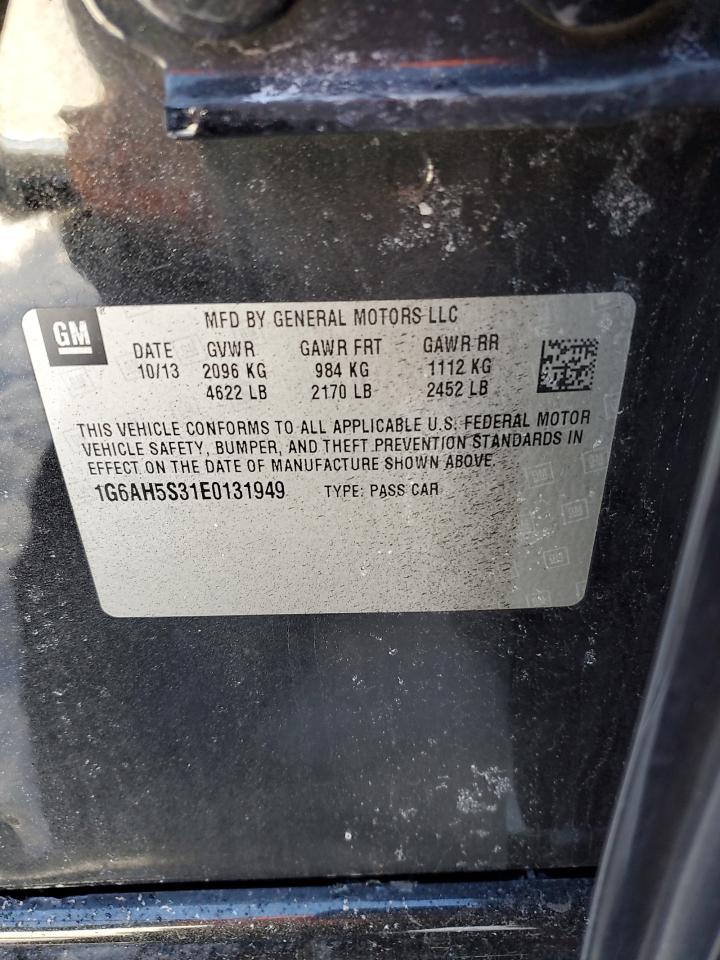 GM
MFD BY GENERAL MOTORS LLC
DATE GVWR GAWR FRT GAWR RR
10/13 2096 KG 984 KG 1112 KG
4622 LB 2170 LB 2452 LB
THIS VEHICLE CONFORMS TO ALL APPLICABLE U.S. FEDERAL MOTOR
VEHICLE SAFETY, BUMPER, AND THEFT PREVENTION STANDARDS IN
EFFECT ON THE DATE OF MANUFACTURE SHOWN ABOVE.
1G6AH5S31E0131949 TYPE: PASS CAR